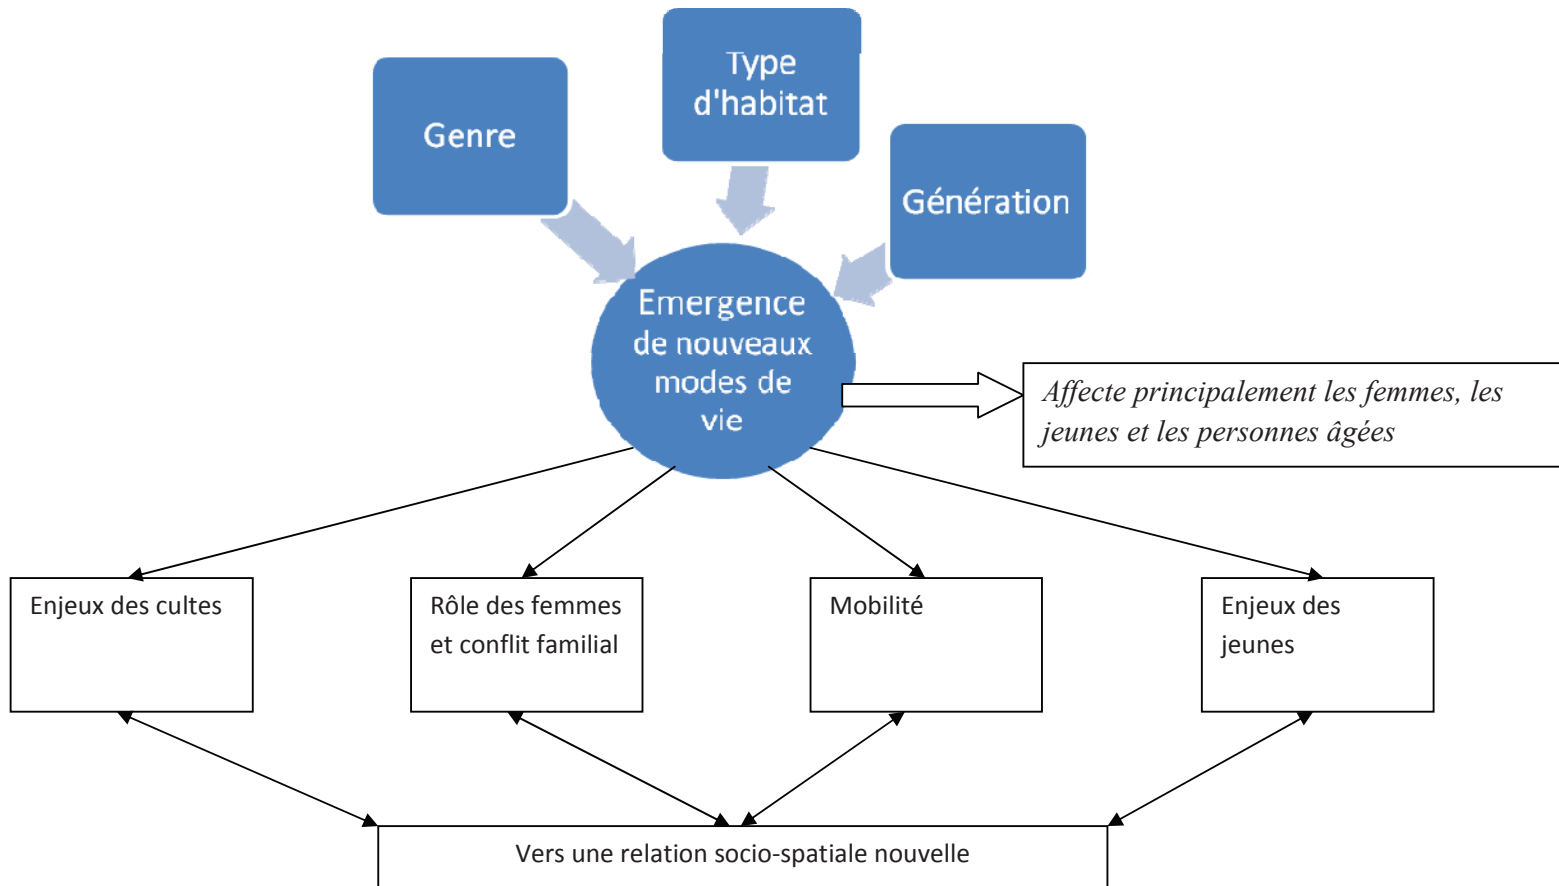 Type
d'habitat
Genre
Génération
Emergence
de nouveaux
modes de
vie
Affecte principalement les femmes, les
jeunes et les personnes âgées
Enjeux des cultes
Rôle des femmes
et conflit familial
Mobilité
Enjeux des
jeunes
Vers une relation socio-spatiale nouvelle